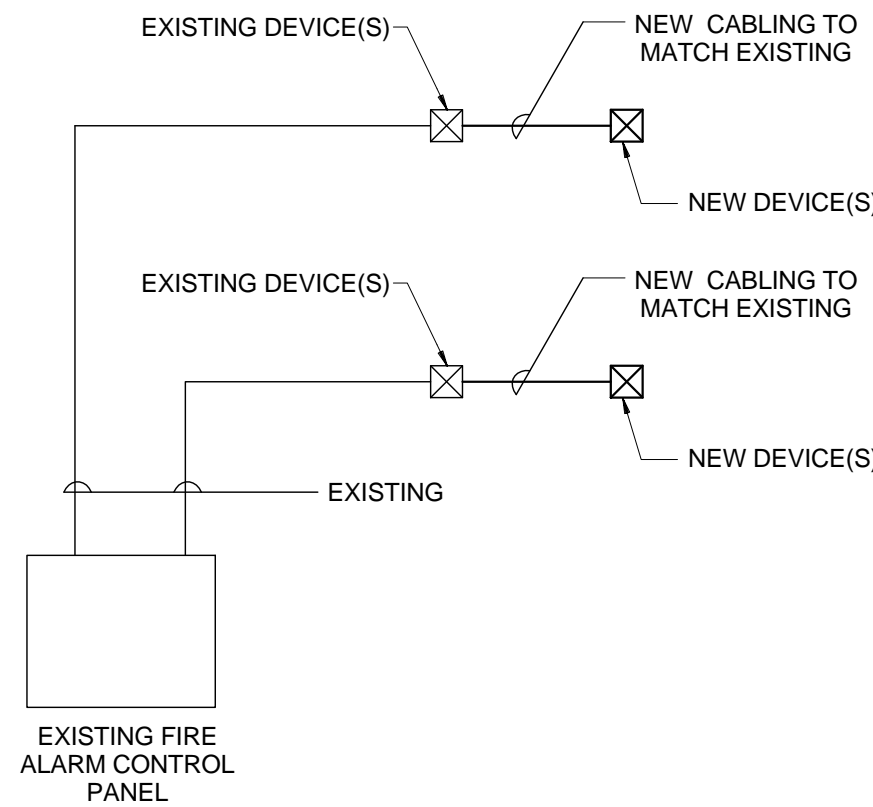 EXISTING DEVICE(S)
NEW CABLING TO
MATCH EXISTING
NEW DEVICE(S)
EXISTING DEVICE(S)
NEW CABLING TO
MATCH EXISTING
NEW DEVICE(S)
EXISTING
EXISTING FIRE
ALARM CONTROL
PANEL